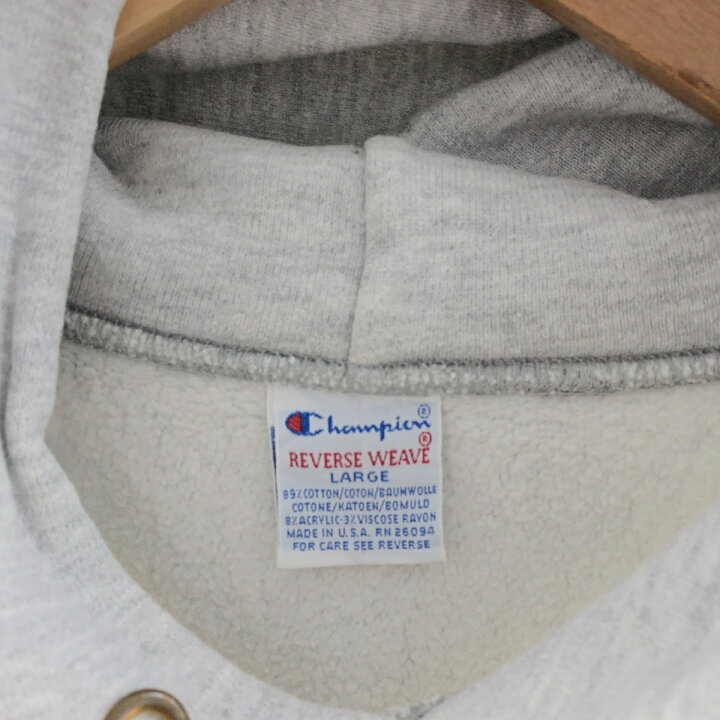 Champion®
REVERSE WEAVE®
LARGE
89% COTTON/COTON/BAUMWOLLE
COTONE/KATOEN/BOMULD
8% ACRYLIC·3% VISCOSE RAYON
MADE IN U.S.A. RN 26094
FOR CARE SEE REVERSE